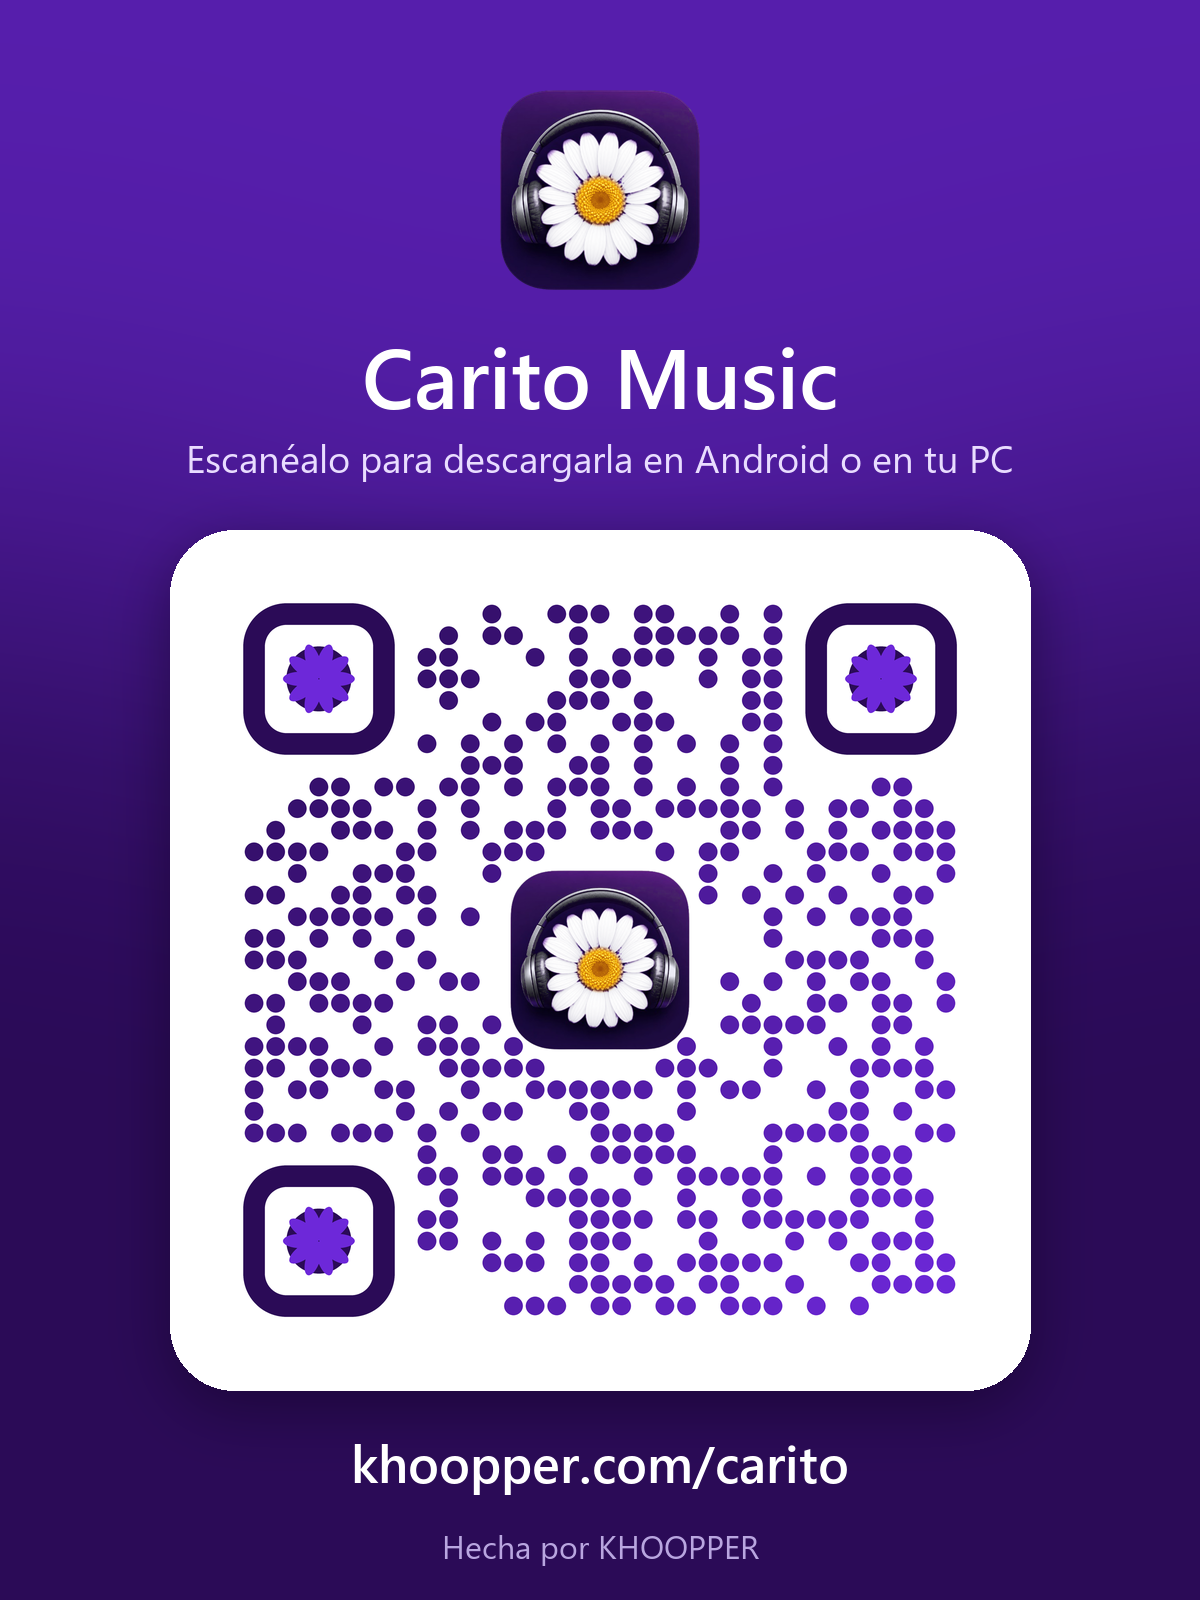 Carito Music
Escanéalo para descargarla en Android o en tu PC
khoopper.com/carito
Hecha por KHOOPPER